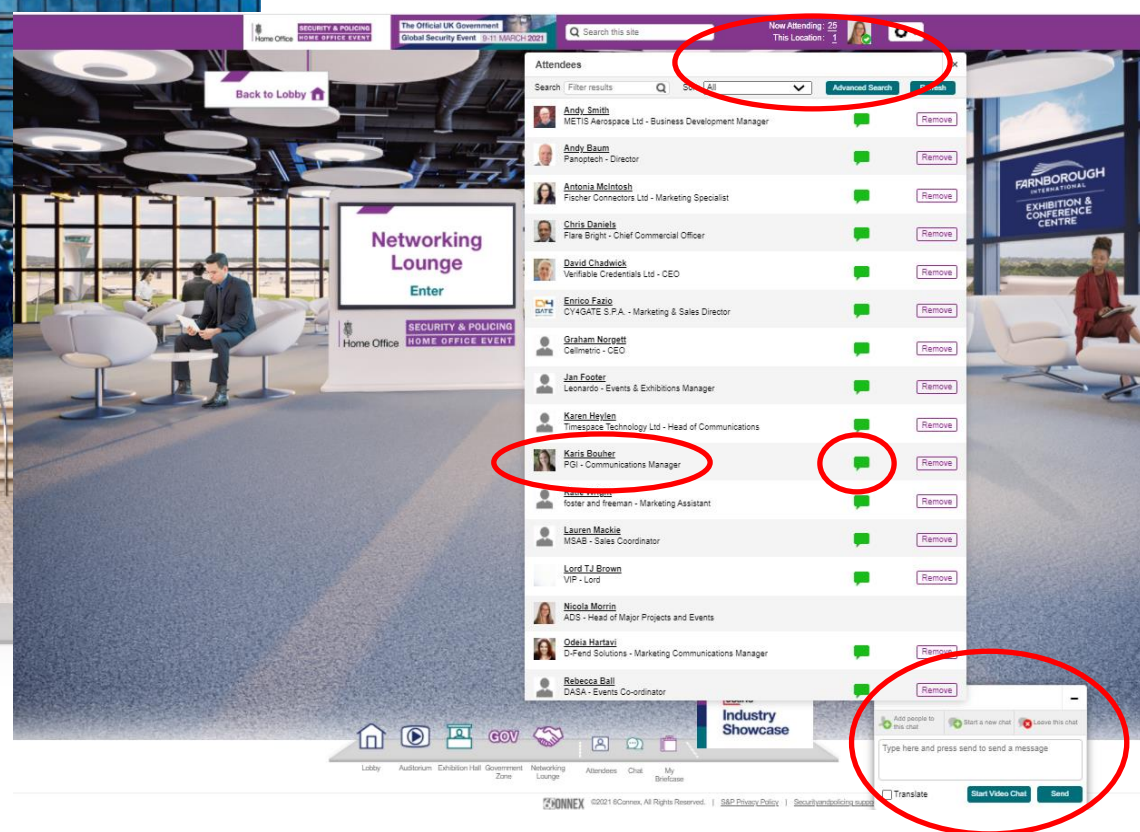 Home Office
SECURITY & POLICING
HOME OFFICE EVENT
The Official UK Government
Global Security Event 9-11 MARCH 2021
Search this site
Now Attending: 25
This Location: 1
Back to Lobby
Attendees
Search Filter results All Advanced Search Refresh
Andy Smith
METIS Aerospace Ltd - Business Development Manager
Remove
Andy Baum
Panoptech - Director
Remove
Antonia McIntosh
Fischer Connectors Ltd - Marketing Specialist
Remove
Chris Daniels
Flare Bright - Chief Commercial Officer
Remove
David Chadwick
Verifiable Credentials Ltd - CEO
Remove
CY4
GATE
Enrico Fazio
CY4GATE S.P.A. - Marketing & Sales Director
Remove
Graham Norgett
Cellmetric - CEO
Remove
Jan Footer
Leonardo - Events & Exhibitions Manager
Remove
Karen Heylen
Timespace Technology Ltd - Head of Communications
Remove
Karis Bouher
PGI - Communications Manager
Remove
Katie Wright
foster and freeman - Marketing Assistant
Remove
Lauren Mackie
MSAB - Sales Coordinator
Remove
Lord TJ Brown
VIP - Lord
Remove
Nicola Morrin
ADS - Head of Major Projects and Events
Odeia Hartavi
D-Fend Solutions - Marketing Communications Manager
Remove
Rebecca Ball
DASA - Events Co-ordinator
Remove
Networking
Lounge
Enter
Home Office
SECURITY & POLICING
HOME OFFICE EVENT
FARNBOROUGH
INTERNATIONAL
EXHIBITION &
CONFERENCE
CENTRE
Industry
Showcase
Add people to
this chat
Start a new chat
Leave this chat
Type here and press send to send a message
Translate
Start Video Chat
Send
GOV
Lobby
Auditorium
Exhibition Hall
Government
Zone
Networking
Lounge
Attendees
Chat
My
Briefcase
6CONNEX ©2021 6Connex, All Rights Reserved. | S&P Privacy Policy |